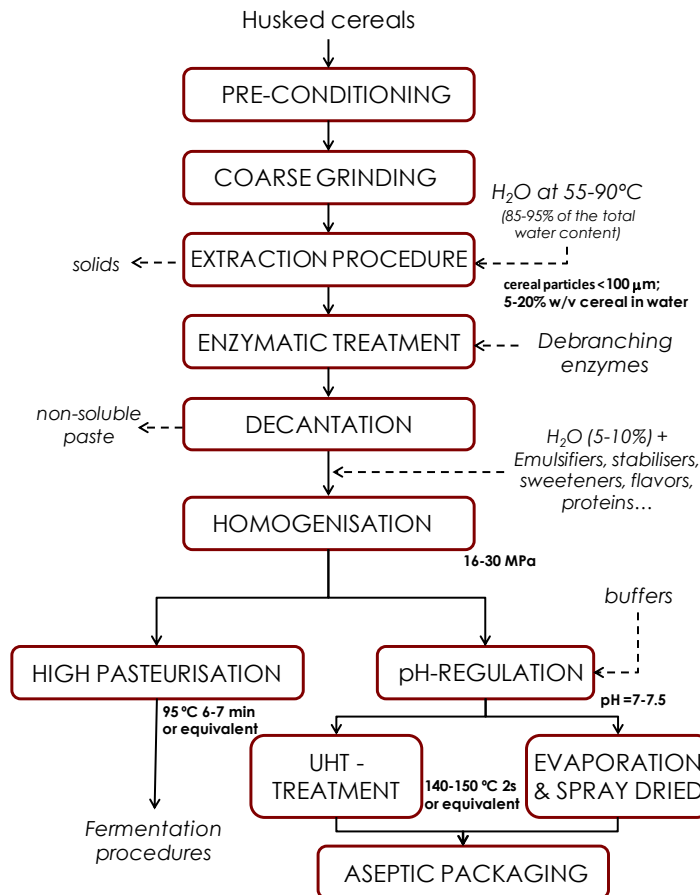 Husked cereals
PRE-CONDITIONING
COARSE GRINDING
H₂O at 55-90ºC
(85-95% of the total
water content)
solids
EXTRACTION PROCEDURE
cereal particles <100 µm;
5-20% w/v cereal in water
ENZYMATIC TREATMENT
Debranching
enzymes
non-soluble
paste
DECANTATION
H₂O (5-10%) +
Emulsifiers, stabilisers,
sweeteners, flavors,
proteins…
HOMOGENISATION
16-30 MPa
buffers
HIGH PASTEURISATION
pH-REGULATION
95 ºC 6-7 min
or equivalent
pH =7-7.5
UHT -
TREATMENT
140-150 ºC 2s
or equivalent
EVAPORATION
& SPRAY DRIED
Fermentation
procedures
ASEPTIC PACKAGING